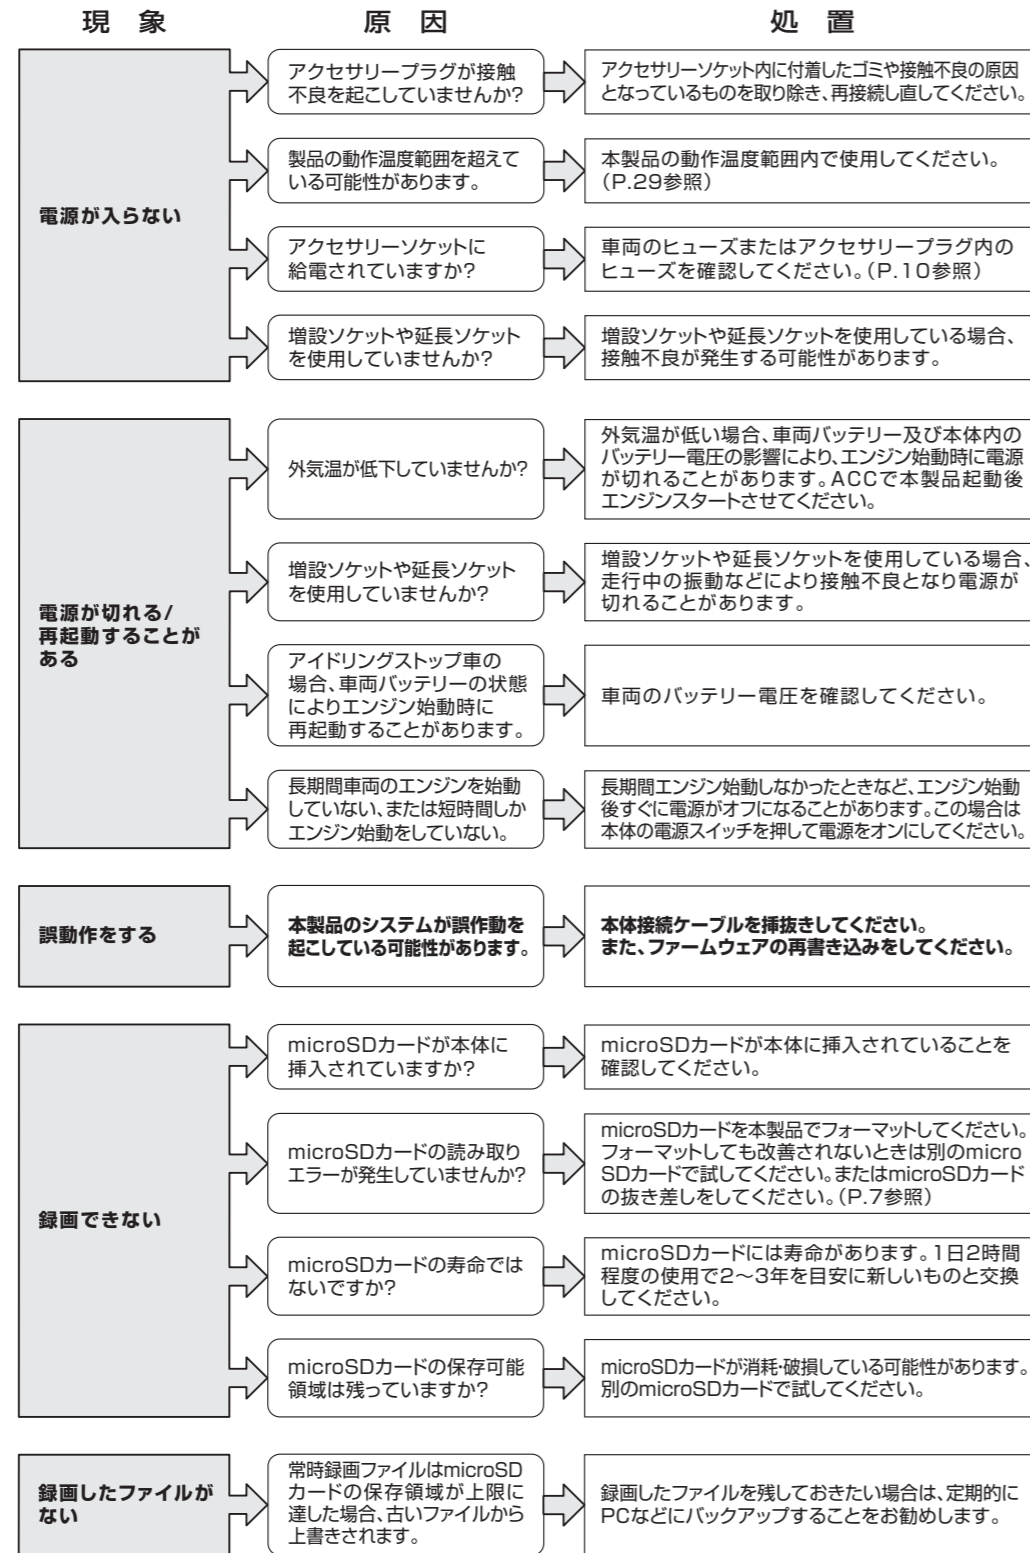 現　象
原　因
処　置
電源が入らない
アクセサリープラグが接触
不良を起こしていませんか?
アクセサリーソケット内に付着したゴミや接触不良の原因
となっているものを取り除き、再接続し直してください。
製品の動作温度範囲を超えて
いる可能性があります。
本製品の動作温度範囲内で使用してください。
(P.29参照)
アクセサリーソケットに
給電されていますか?
車両のヒューズまたはアクセサリープラグ内の
ヒューズを確認してください。(P.10参照)
増設ソケットや延長ソケット
を使用していませんか?
増設ソケットや延長ソケットを使用している場合、
接触不良が発生する可能性があります。
電源が切れる/
再起動することが
ある
外気温が低下していませんか?
外気温が低い場合、車両バッテリー及び本体内の
バッテリー電圧の影響により、エンジン始動時に電源
が切れることがあります。ACCで本製品起動後
エンジンスタートさせてください。
増設ソケットや延長ソケット
を使用していませんか?
増設ソケットや延長ソケットを使用している場合、
走行中の振動などにより接触不良となり電源が
切れることがあります。
アイドリングストップ車の
場合、車両バッテリーの状態
によりエンジン始動時に
再起動することがあります。
車両のバッテリー電圧を確認してください。
長期間車両のエンジンを始動
していない、または短時間しか
エンジン始動をしていない。
長期間エンジン始動しなかったときなど、エンジン始動
後すぐに電源がオフになることがあります。この場合は
本体の電源スイッチを押して電源をオンにしてください。
誤動作をする
本製品のシステムが誤作動を
起こしている可能性があります。
本体接続ケーブルを挿抜きしてください。
また、ファームウェアの再書き込みをしてください。
録画できない
microSDカードが本体に
挿入されていますか?
microSDカードが本体に挿入されていることを
確認してください。
microSDカードの読み取り
エラーが発生していませんか?
microSDカードを本製品でフォーマットしてください。
フォーマットしても改善されないときは別のmicro
SDカードで試してください。またはmicroSDカード
の抜き差しをしてください。(P.7参照)
microSDカードの寿命では
ないですか?
microSDカードには寿命があります。1日2時間
程度の使用で2〜3年を目安に新しいものと交換
してください。
microSDカードの保存可能
領域は残っていますか?
microSDカードが消耗・破損している可能性があります。
別のmicroSDカードで試してください。
録画したファイルが
ない
常時録画ファイルはmicroSD
カードの保存領域が上限に
達した場合、古いファイルから
上書きされます。
録画したファイルを残しておきたい場合は、定期的に
PCなどにバックアップすることをお勧めします。